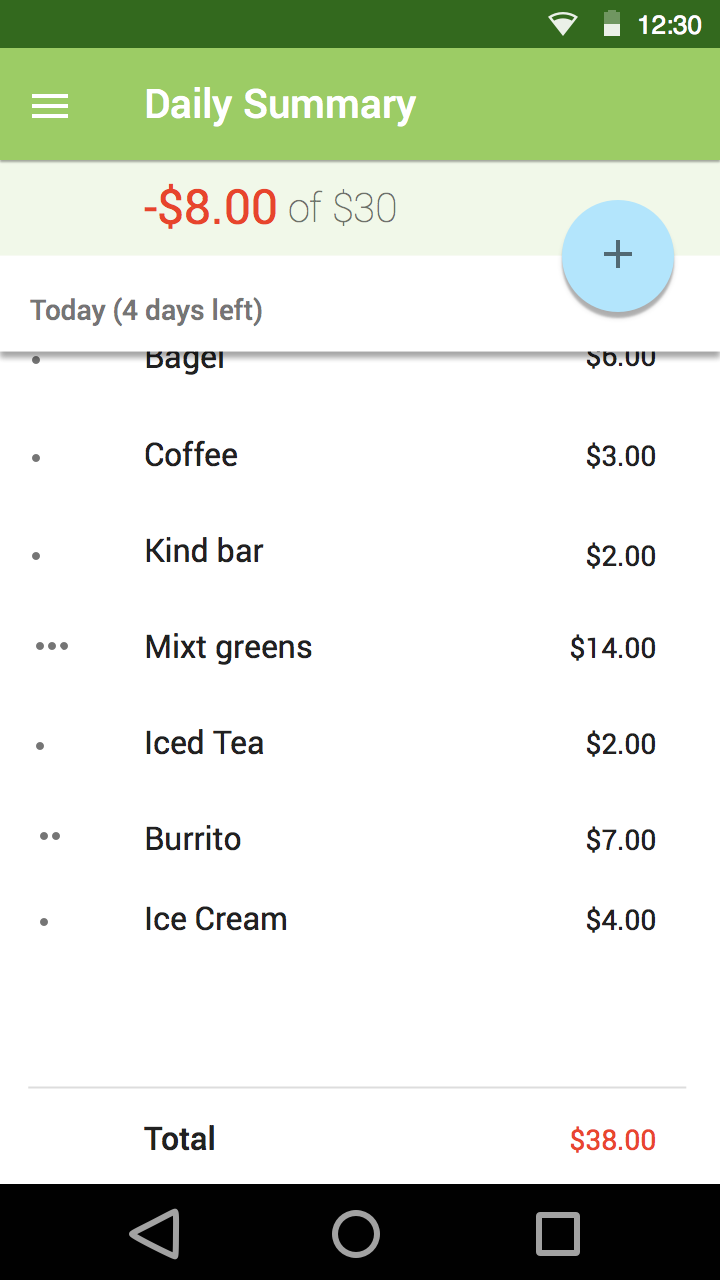 12:30
Daily Summary
-$8.00 of $30
+
Today (4 days left)
Bagel $6.00
Coffee $3.00
Kind bar $2.00
Mixt greens $14.00
Iced Tea $2.00
Burrito $7.00
Ice Cream $4.00
Total $38.00